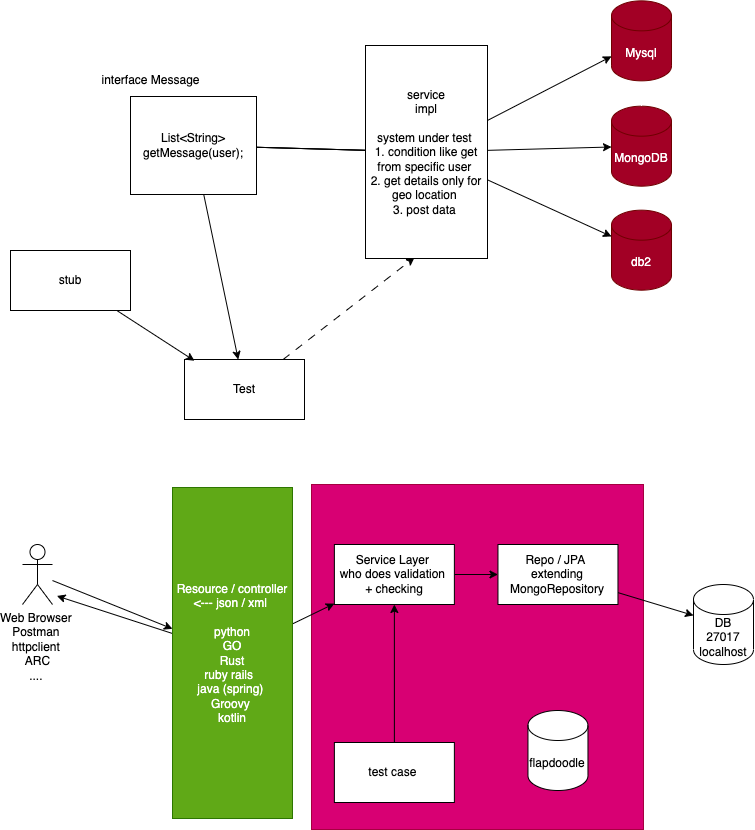 interface Message
List<String>
getMessage(user);
service
impl
system under test
1. condition like get
from specific user
2. get details only for
geo location
3. post data
Mysql
MongoDB
db2
stub
Test
Web Browser
Postman
httpclient
ARC
....
Resource / controller
<--- json / xml
python
GO
Rust
ruby rails
java (spring)
Groovy
kotlin
Service Layer
who does validation
+ checking
Repo / JPA
extending
MongoRepository
DB
27017
localhost
test case
flapdoodle